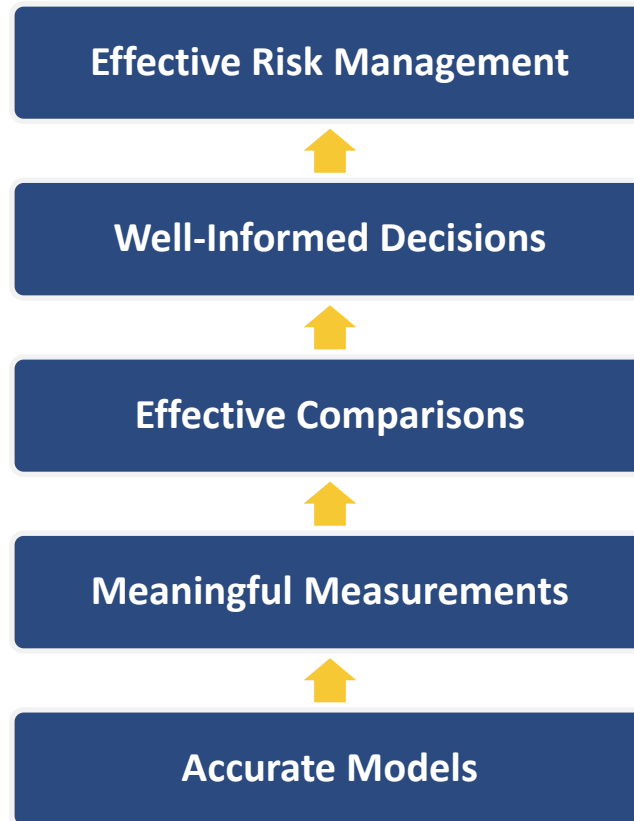 Effective Risk Management
Well-Informed Decisions
Effective Comparisons
Meaningful Measurements
Accurate Models